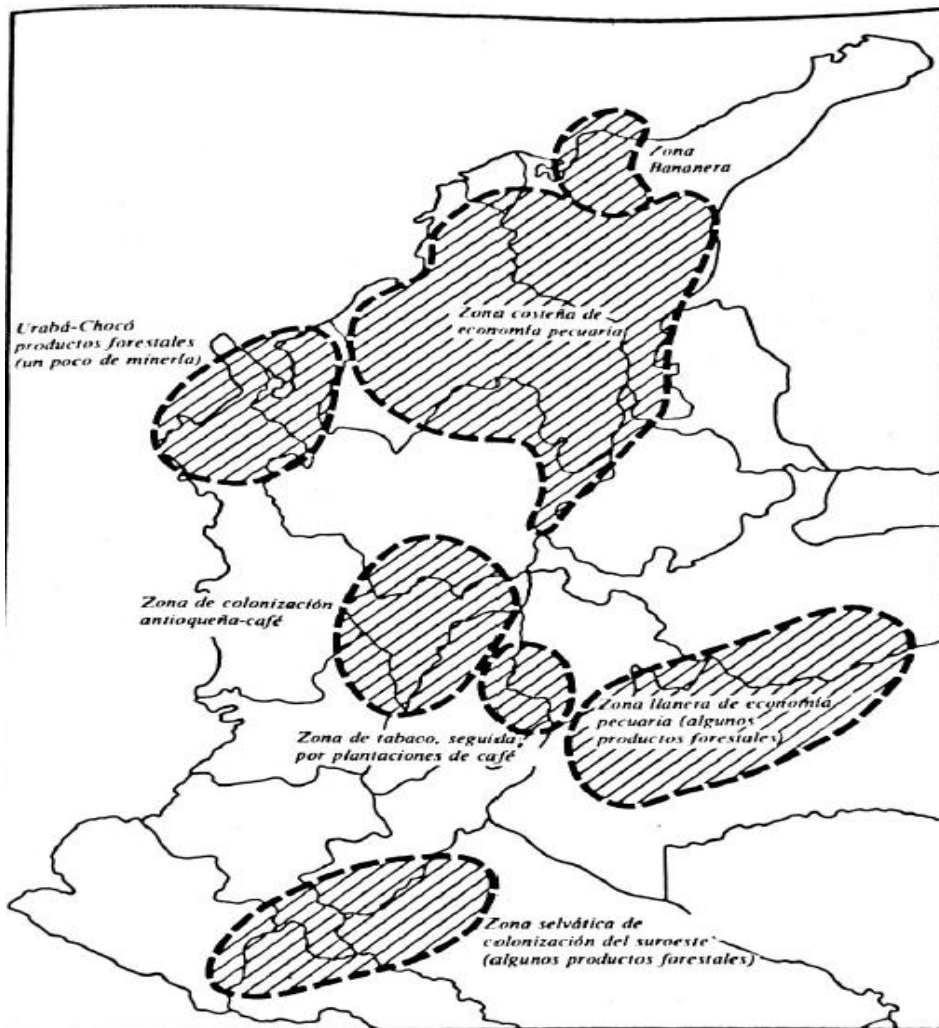 Zona
Bananera
Zona costeña de
economía pecuaria
Urabá-Chocó
productos forestales
(un poco de minería)
Zona de colonización
antioqueña-café
Zona llanera de economía
pecuaria (algunos
productos forestales)
Zona de tabaco, seguida
por plantaciones de café
Zona selvática de
colonización del suroeste
(algunos productos forestales)